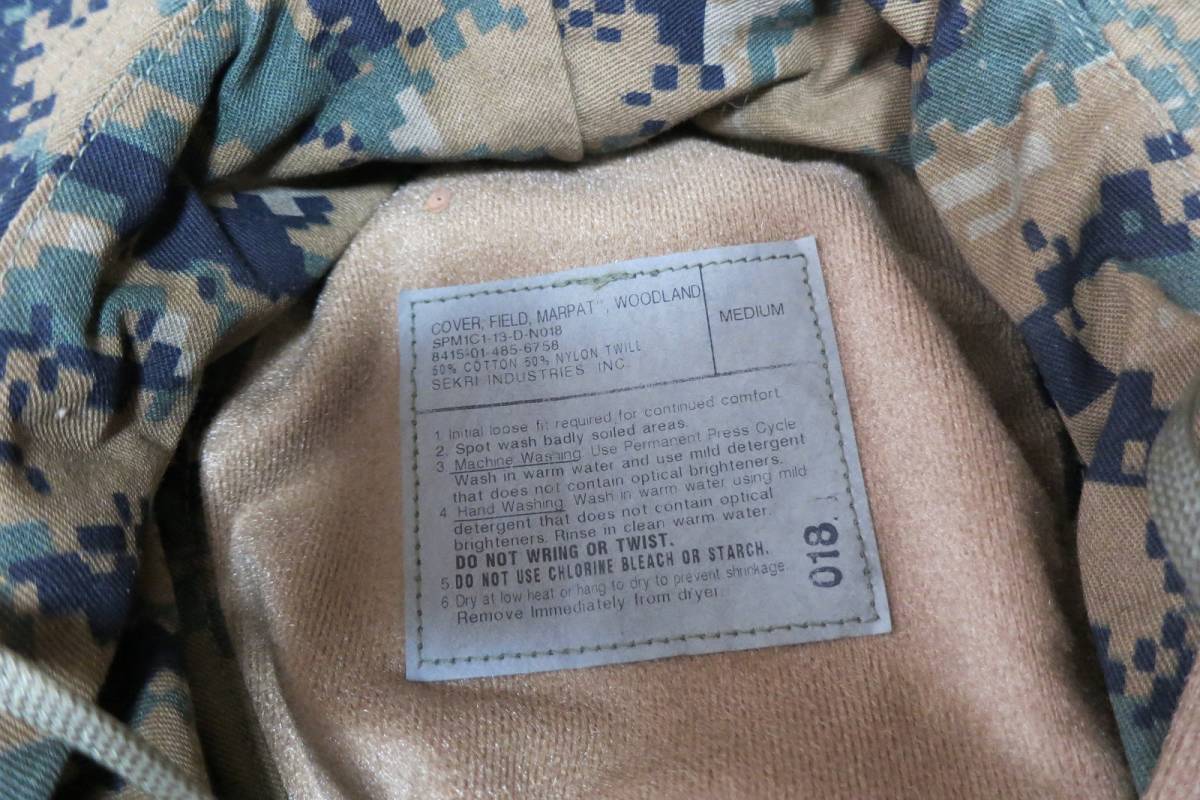 COVER, FIELD, MARPAT™, WOODLAND
MEDIUM
SPM1C1-13-D-N018
8415-01-485-6758
50% COTTON 50% NYLON TWILL
SEKRI INDUSTRIES INC.
1. Initial loose fit required for continued comfort.
2. Spot wash badly soiled areas.
3 Machine Washing Use Permanent Press Cycle
Wash in warm water and use mild detergent
that does not contain optical brighteners.
4 Hand Washing Wash in warm water using mild
detergent that does not contain optical
brighteners. Rinse in clean warm water.
DO NOT WRING OR TWIST.
5. DO NOT USE CHLORINE BLEACH OR STARCH.
6. Dry at low heat or hang to dry to prevent shrinkage.
Remove Immediately from dryer.
018.